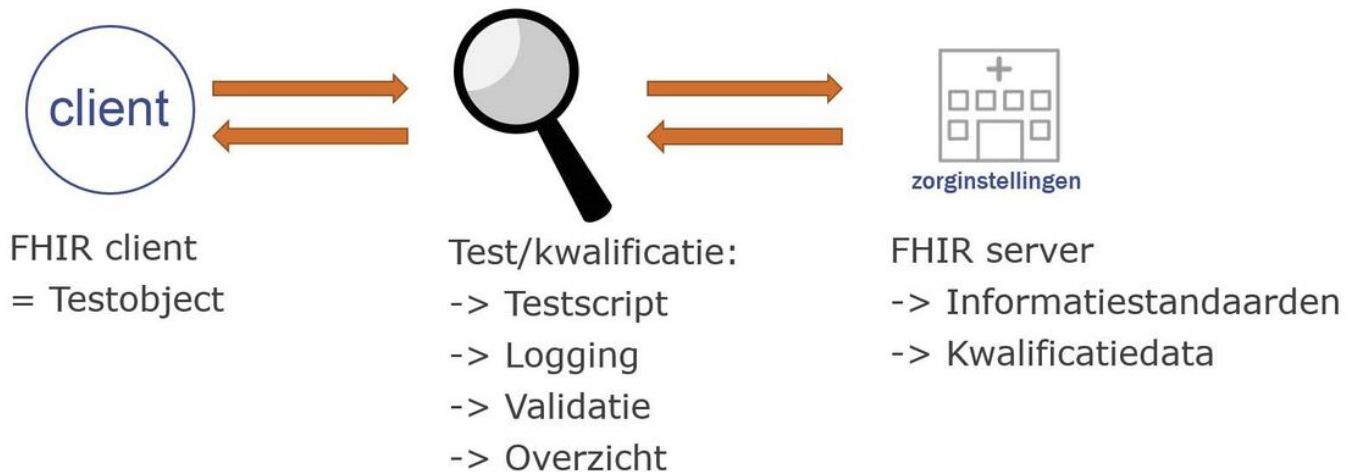 client
zorginstellingen
FHIR client
= Testobject
Test/kwalificatie:
-> Testscript
-> Logging
-> Validatie
-> Overzicht
FHIR server
-> Informatiestandaarden
-> Kwalificatiedata